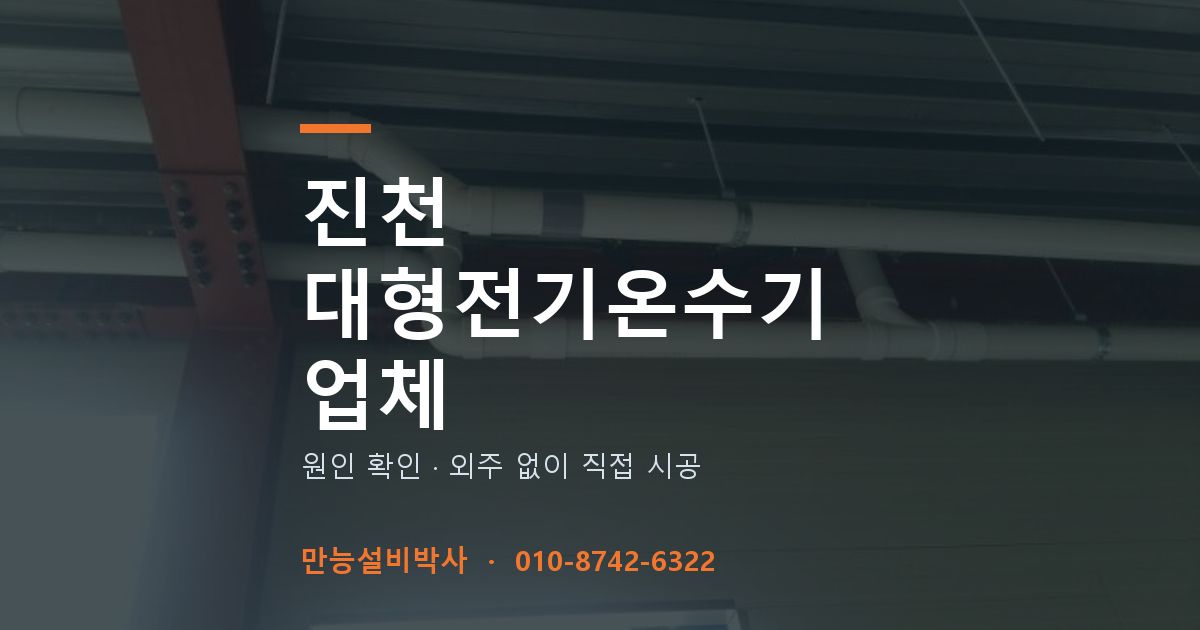 진천
대형전기온수기
업체
원인 확인 · 외주 없이 직접 시공
만능설비박사 · 010-8742-6322